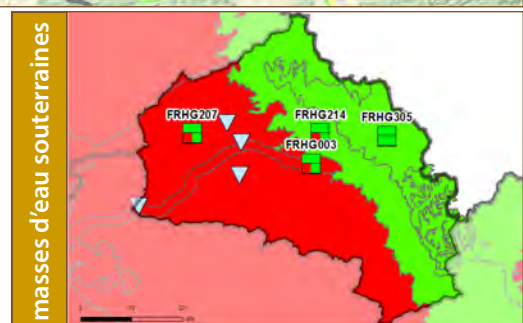 masses d'eau souterraines
FRHG207
FRHG214
FRHG305
FRHG003